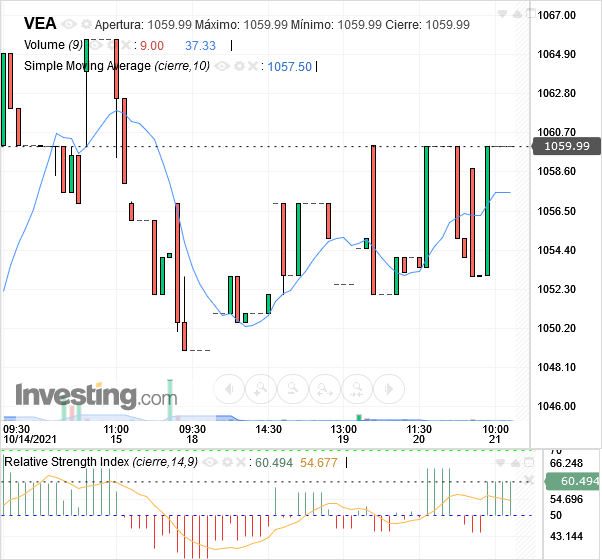 VEA Apertura: 1059.99 Máximo: 1059.99 Mínimo: 1059.99 Cierre: 1059.99
Volume (9) : 9.00 37.33
Simple Moving Average (cierre,10) : 1057.50
1067.00
1064.90
1062.80
1060.70
1059.99
1058.60
1056.50
1054.40
1052.30
1050.20
1048.10
1046.00
Investing.com
09:30 11:00 09:30 14:30 13:00 11:30 10:00
10/14/2021 15 18 19 20 21
70
Relative Strength Index (cierre,14,9) : 60.494 54.677
66.248
60.494
54.696
50
43.144